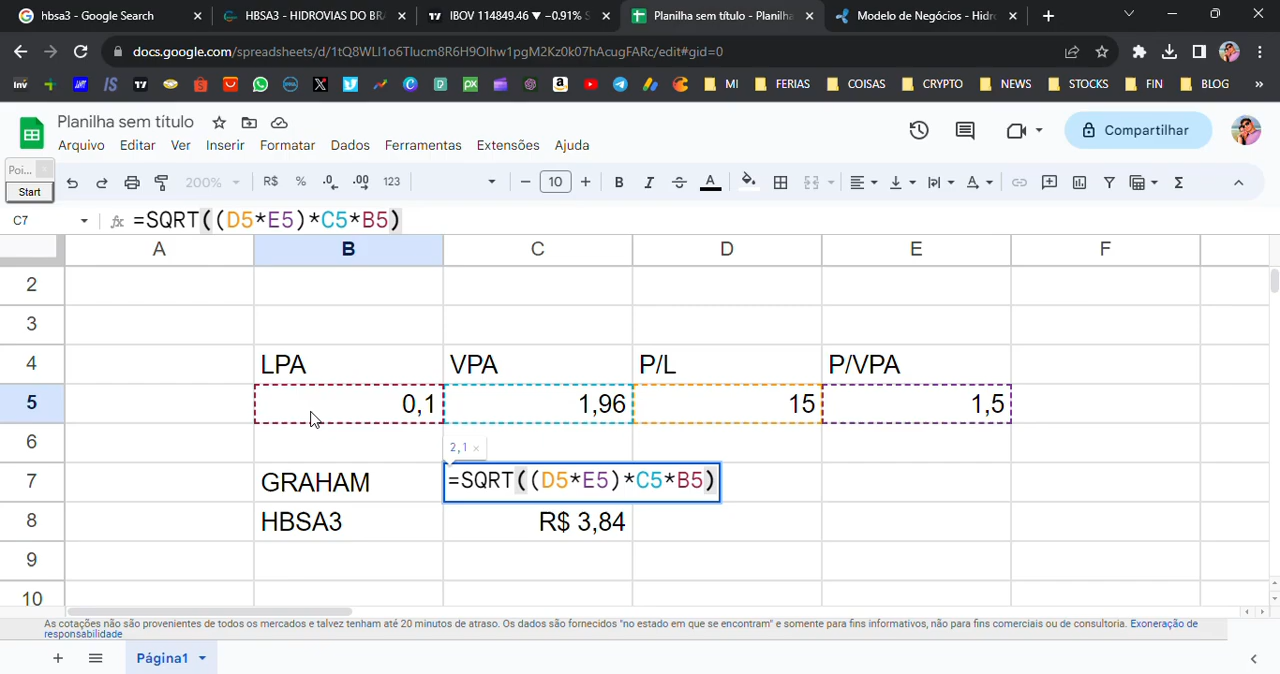 hbsa3 - Google Search
HBSA3 - HIDROVIAS DO BRA
IBOV 114849.46 ▼ −0.91% S
Planilha sem título - Planilha
Modelo de Negócios - Hidro
docs.google.com/spreadsheets/d/1tQ8WLI1o6Tlucm8R6H9OIhw1pgM2Kz0k07hAcugFARc/edit#gid=0
MI FERIAS COISAS CRYPTO NEWS STOCKS FIN BLOG »
Planilha sem título
Compartilhar
Arquivo Editar Ver Inserir Formatar Dados Ferramentas Extensões Ajuda
Poi...
Start
200% R$ % .0 .00 123 − 10 + B I A Σ
C7 fx =SQRT((D5*E5)*C5*B5)
A B C D E F
2
3
4 LPA VPA P/L P/VPA
5 0,1 1,96 15 1,5
6 2,1 ×
7 GRAHAM =SQRT((D5*E5)*C5*B5)
8 HBSA3 R$ 3,84
9
10
As cotações não são provenientes de todos os mercados e talvez tenham até 20 minutos de atraso. Os dados são fornecidos "no estado em que se encontram" e somente para fins informativos, não para fins comerciais ou de consultoria. Exoneração de
responsabilidade
Página1